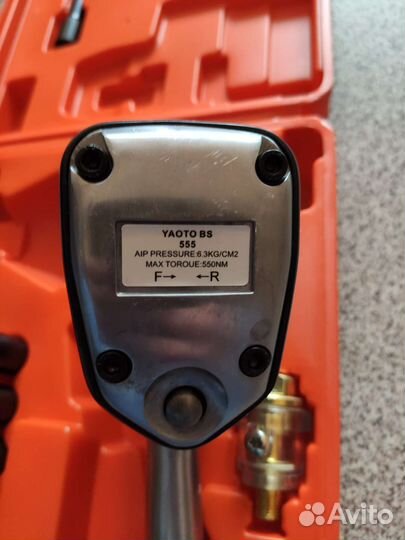 YAOTO BS
555
AIP PRESSURE:6.3KG/CM2
MAX TOROUE:550NM
F→ ←R
Avito